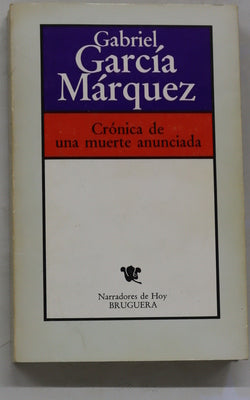 Gabriel
García
Márquez
Crónica de
una muerte anunciada
Narradores de Hoy
BRUGUERA